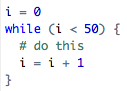 i = 0
while (i < 50) {
  # do this
  i = i + 1
}